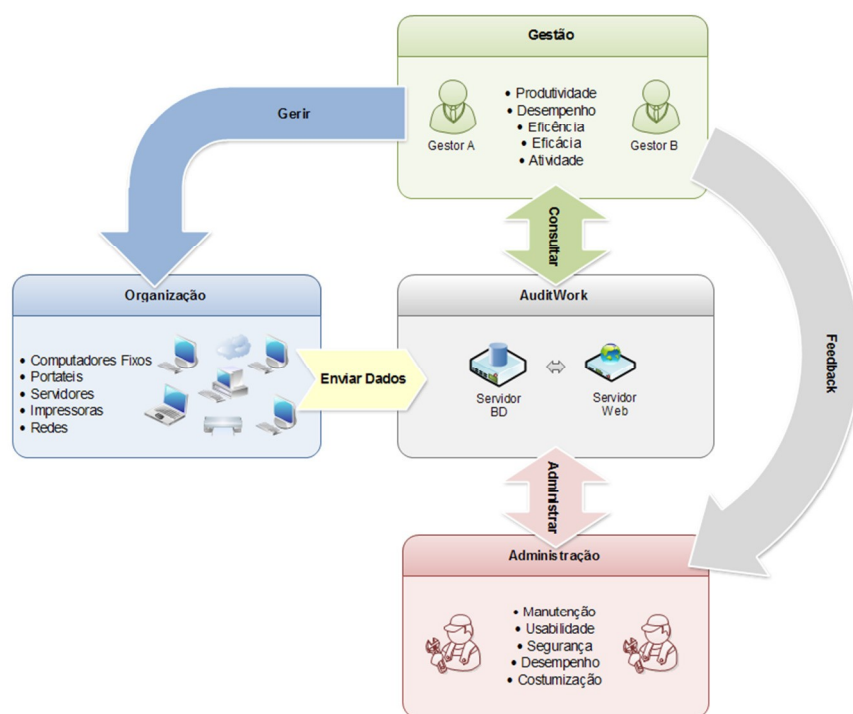 Gestão
Gestor A
• Produtividade
• Desempenho
• Eficência
• Eficácia
• Atividade
Gestor B
Gerir
Consultar
Feedback
Organização
• Computadores Fixos
• Portateis
• Servidores
• Impressoras
• Redes
Enviar Dados
AuditWork
Servidor
BD
Servidor
Web
Administrar
Administração
• Manutenção
• Usabilidade
• Segurança
• Desempenho
• Costumização